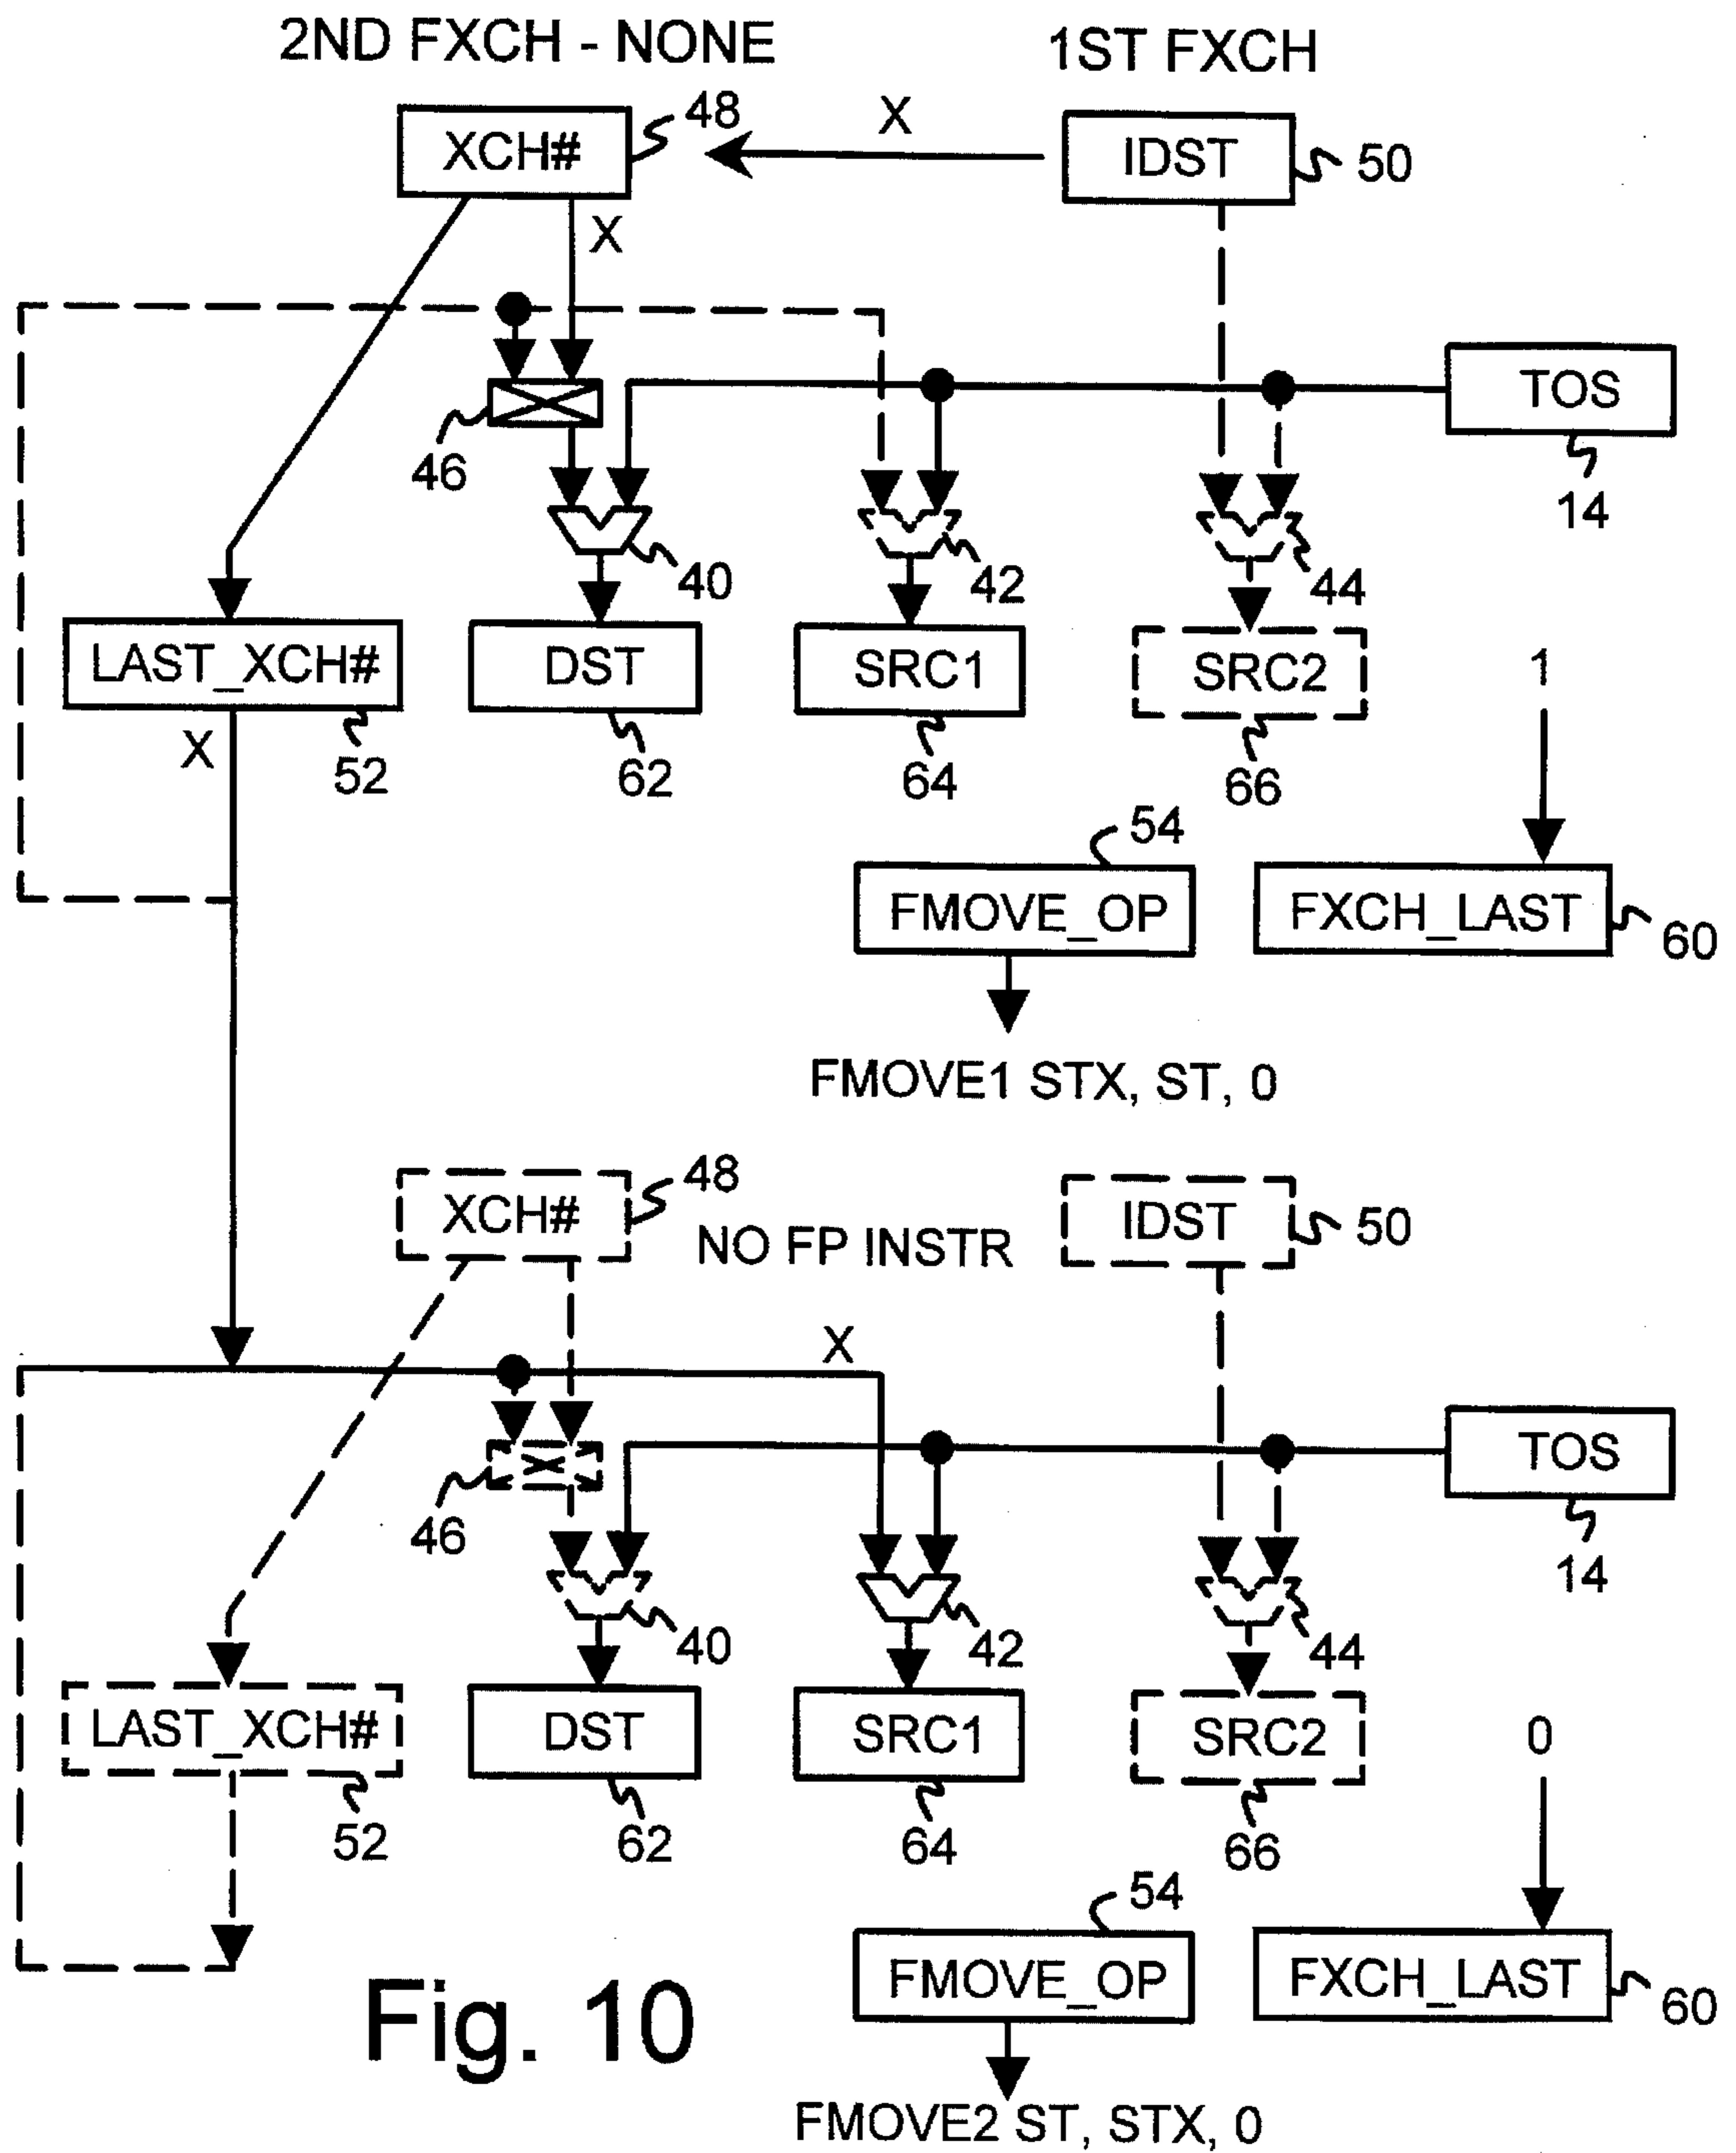 2ND FXCH - NONE
1ST FXCH
XCH#
48
X
IDST
50
X
TOS
14
46
40
42
44
LAST_XCH#
52
X
DST
62
SRC1
64
SRC2
66
1
54
FMOVE_OP
FXCH_LAST
60
FMOVE1 STX, ST, 0
XCH#
48
NO FP INSTR
IDST
50
X
TOS
14
46
40
42
44
LAST_XCH#
52
DST
62
SRC1
64
SRC2
66
0
54
FMOVE_OP
FXCH_LAST
60
Fig. 10
FMOVE2 ST, STX, 0